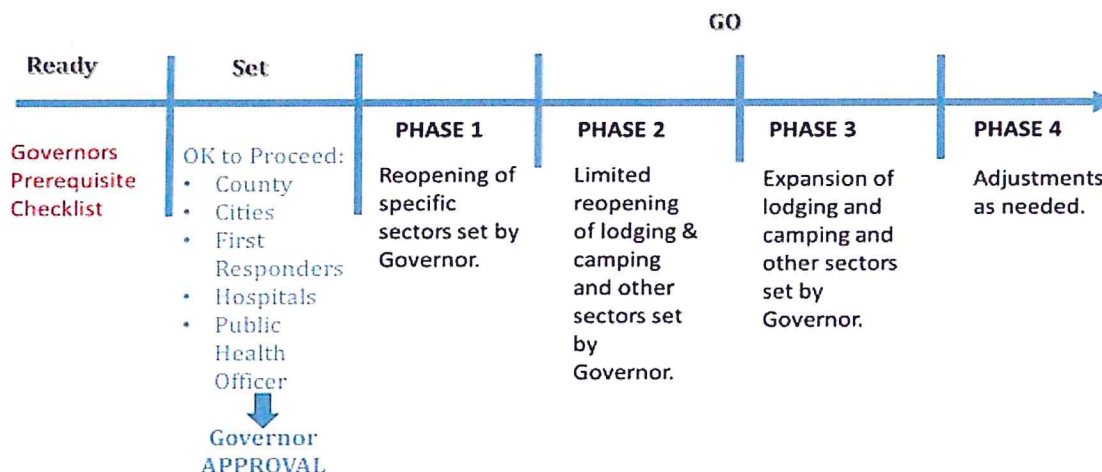 GO
Ready
Set
Governors
Prerequisite
Checklist
OK to Proceed:
• County
• Cities
• First
Responders
• Hospitals
• Public
Health
Officer
Governor
APPROVAL
PHASE 1
Reopening of
specific
sectors set by
Governor.
PHASE 2
Limited
reopening
of lodging &
camping
and other
sectors set
by
Governor.
PHASE 3
Expansion of
lodging and
camping and
other sectors
set by
Governor.
PHASE 4
Adjustments
as needed.